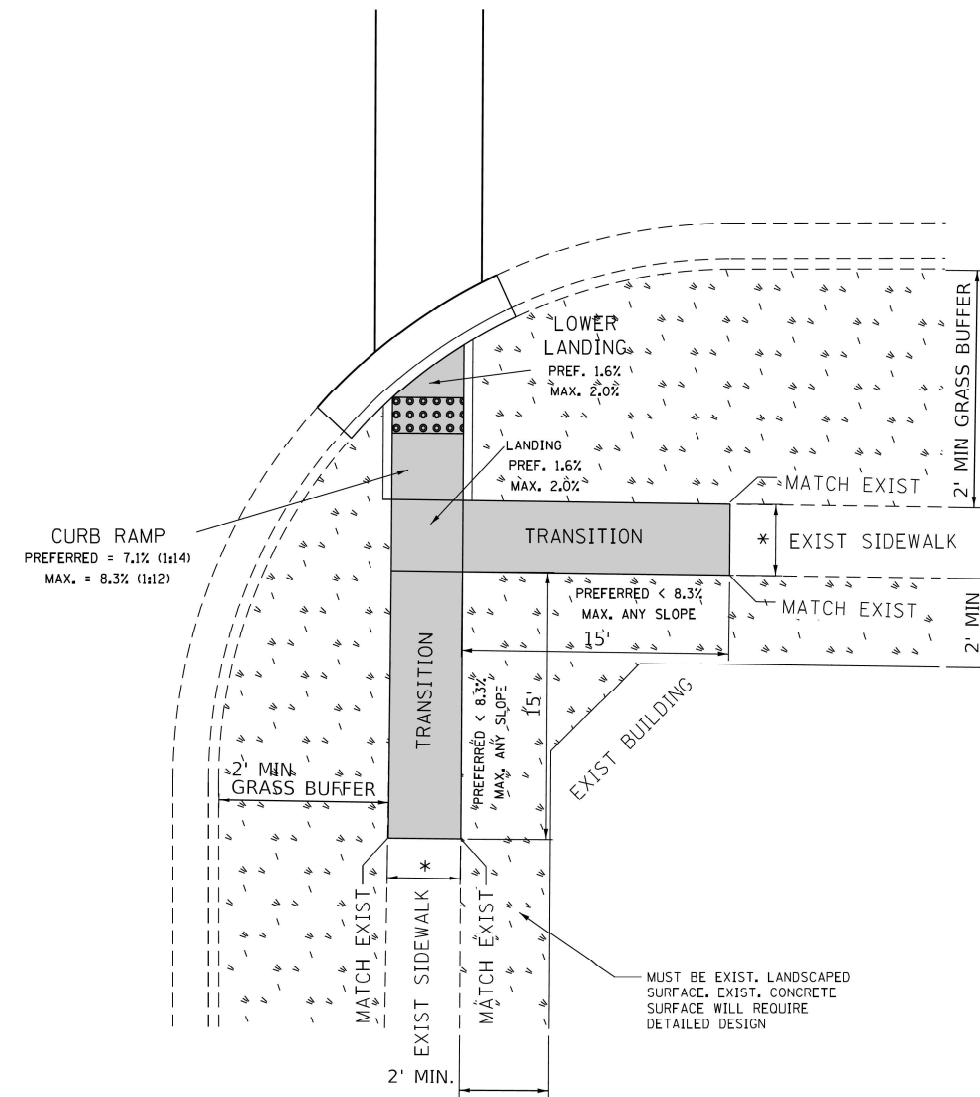 LOWER
LANDING
PREF. 1.6%
MAX. 2.0%
2' MIN GRASS BUFFER
LANDING
PREF. 1.6%
MAX. 2.0%
MATCH EXIST
CURB RAMP
PREFERRED = 7.1% (1:14)
MAX. = 8.3% (1:12)
TRANSITION
* EXIST SIDEWALK
PREFERRED < 8.3%
MAX. ANY SLOPE
MATCH EXIST
2' MIN
15'
TRANSITION
PREFERRED < 8.3%
MAX. ANY SLOPE
15'
EXIST BUILDING
2' MIN
GRASS BUFFER
*
MATCH EXIST
EXIST SIDEWALK
MATCH EXIST
MUST BE EXIST. LANDSCAPED
SURFACE. EXIST. CONCRETE
SURFACE WILL REQUIRE
DETAILED DESIGN
2' MIN.